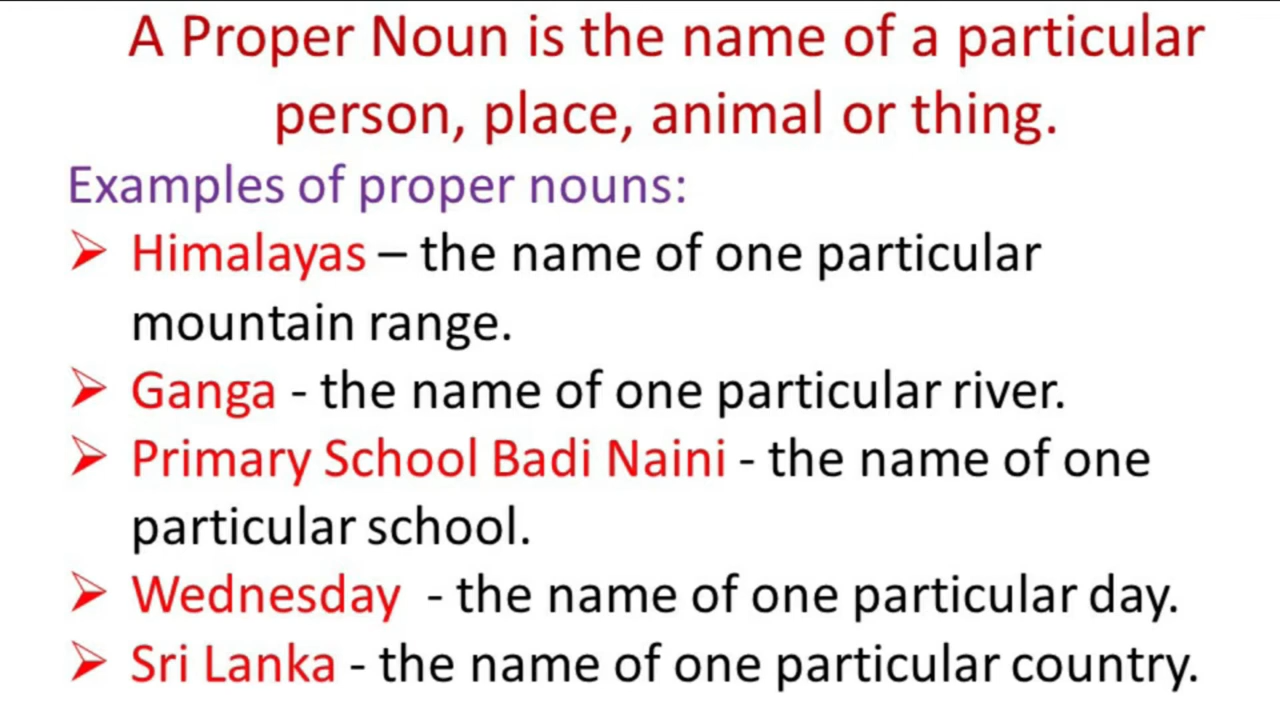 A Proper Noun is the name of a particular
person, place, animal or thing.
Examples of proper nouns:
➢ Himalayas – the name of one particular
mountain range.
➢ Ganga - the name of one particular river.
➢ Primary School Badi Naini - the name of one
particular school.
➢ Wednesday - the name of one particular day.
➢ Sri Lanka - the name of one particular country.